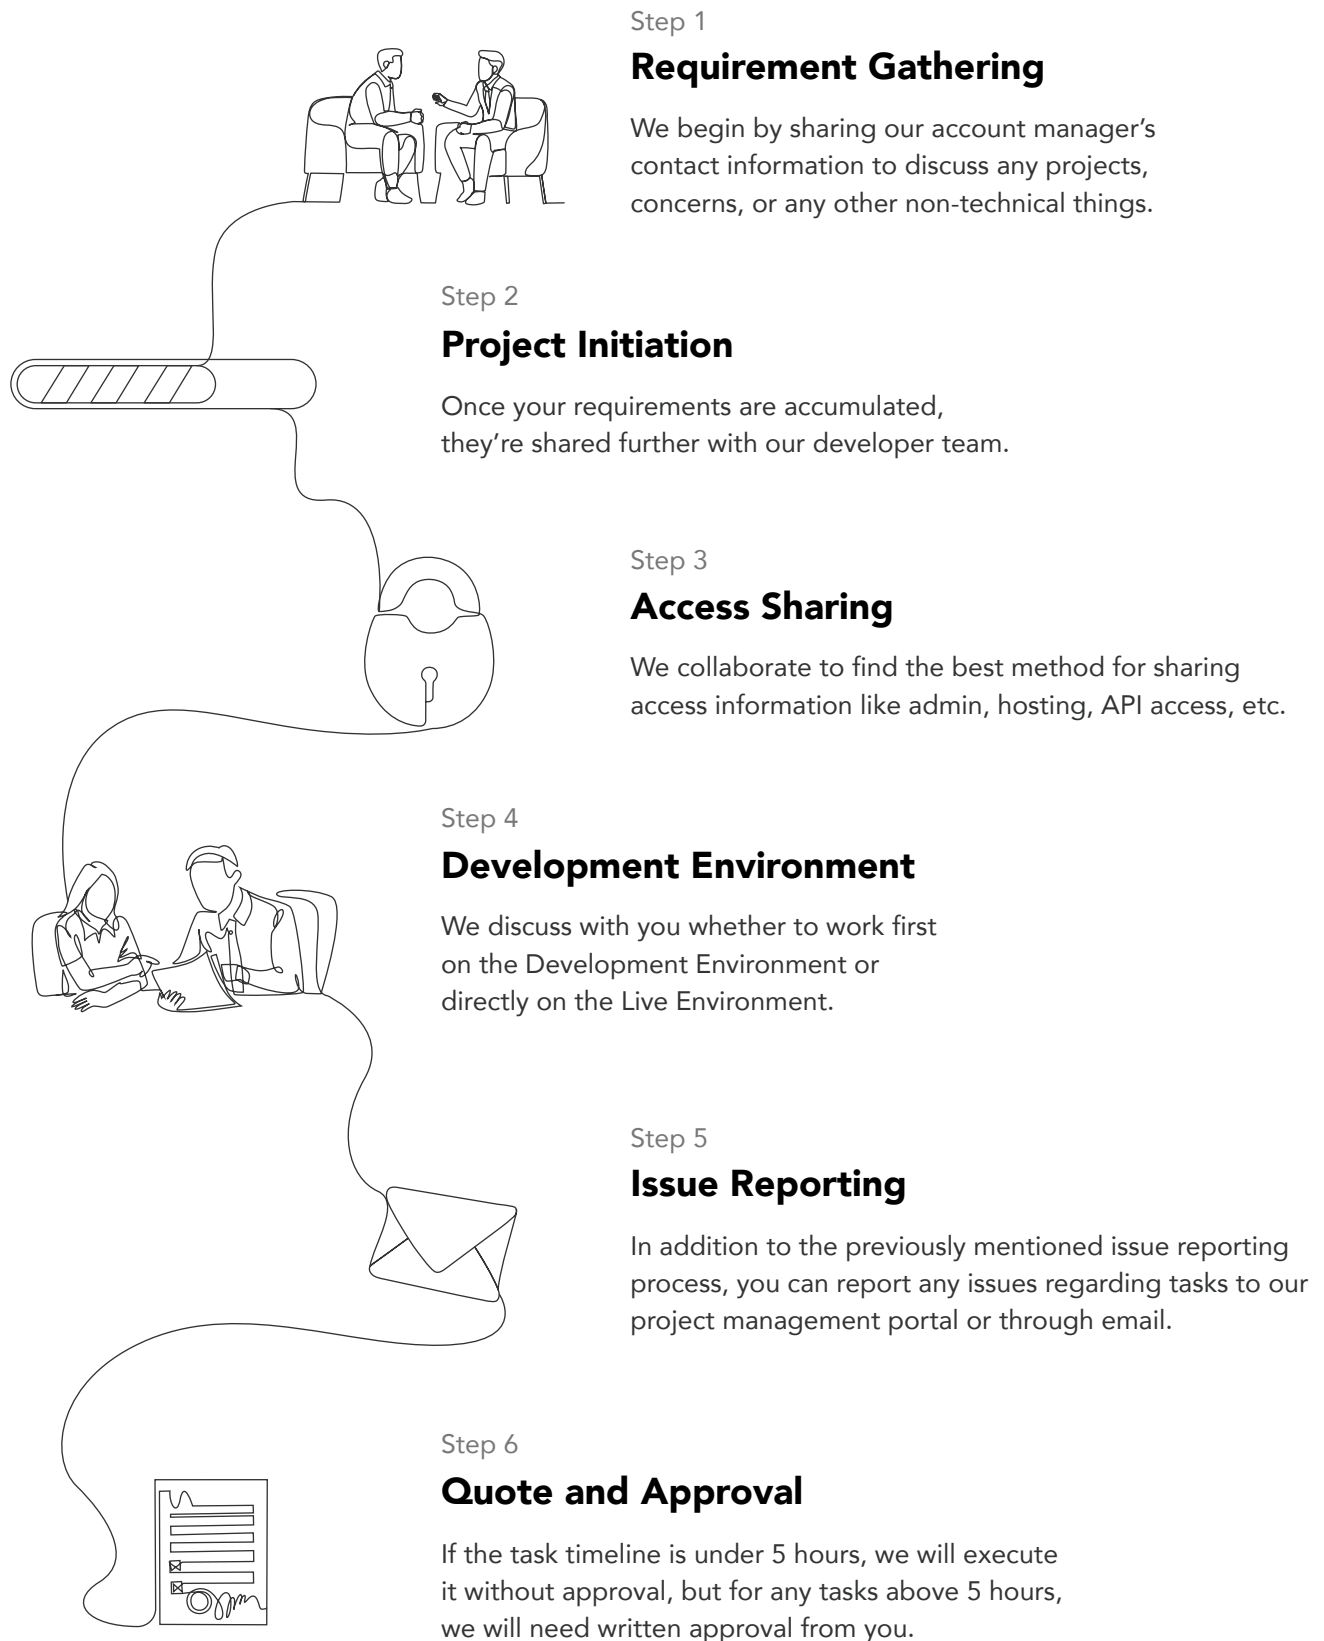 Step 1
Requirement Gathering
We begin by sharing our account manager’s
contact information to discuss any projects,
concerns, or any other non-technical things.
Step 2
Project Initiation
Once your requirements are accumulated,
they’re shared further with our developer team.
Step 3
Access Sharing
We collaborate to find the best method for sharing
access information like admin, hosting, API access, etc.
Step 4
Development Environment
We discuss with you whether to work first
on the Development Environment or
directly on the Live Environment.
Step 5
Issue Reporting
In addition to the previously mentioned issue reporting
process, you can report any issues regarding tasks to our
project management portal or through email.
Step 6
Quote and Approval
If the task timeline is under 5 hours, we will execute
it without approval, but for any tasks above 5 hours,
we will need written approval from you.